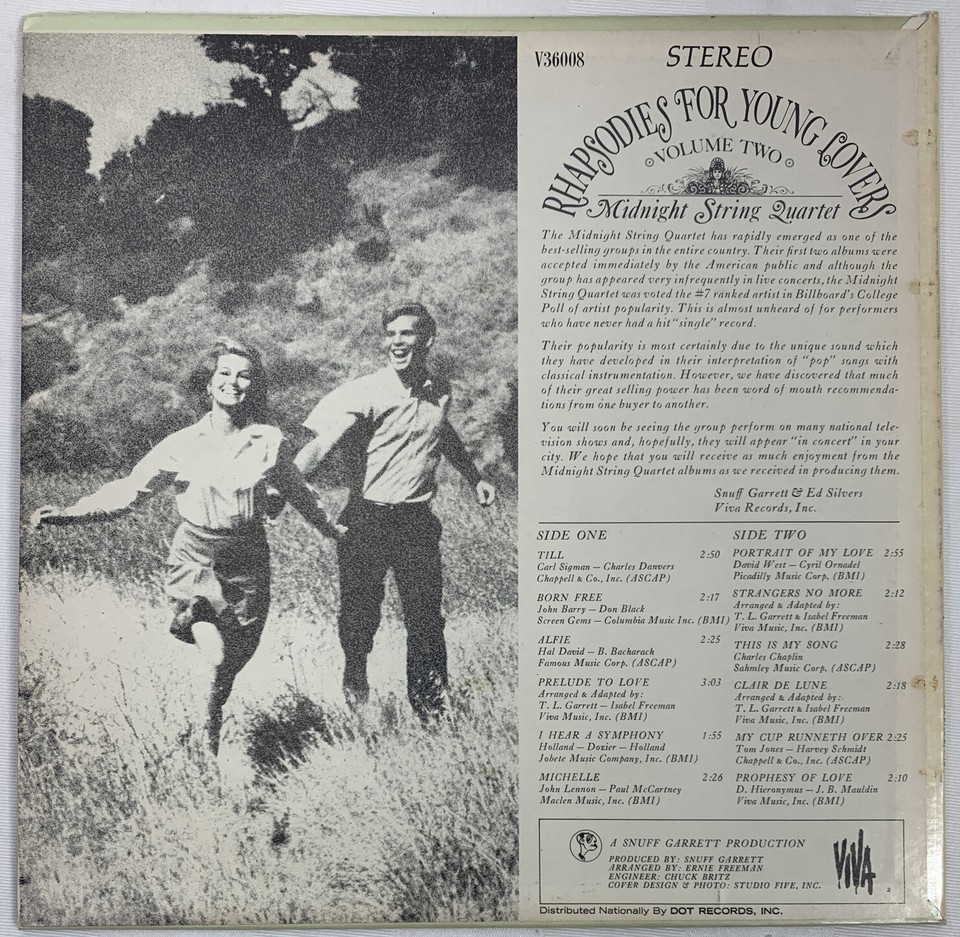 V36008
STEREO
RHAPSODIES FOR YOUNG LOVERS
VOLUME TWO
Midnight String Quartet
The Midnight String Quartet has rapidly emerged as one of the
best-selling groups in the entire country. Their first two albums were
accepted immediately by the American public and although the
group has appeared very infrequently in live concerts, the Midnight
String Quartet was voted the #7 ranked artist in Billboard's College
Poll of artist popularity. This is almost unheard of for performers
who have never had a hit "single" record.
Their popularity is most certainly due to the unique sound which
they have developed in their interpretation of "pop" songs with
classical instrumentation. However, we have discovered that much
of their great selling power has been word of mouth recommenda-
tions from one buyer to another.
You will soon be seeing the group perform on many national tele-
vision shows and, hopefully, they will appear "in concert" in your
city. We hope that you will receive as much enjoyment from the
Midnight String Quartet albums as we received in producing them.
Snuff Garrett & Ed Silvers
Viva Records, Inc.
SIDE ONE
TILL 2:50
Carl Sigman — Charles Danvers
Chappell & Co., Inc. (ASCAP)
BORN FREE 2:17
John Barry — Don Black
Screen Gems — Columbia Music Inc. (BMI)
ALFIE 2:25
Hal David — B. Bacharach
Famous Music Corp. (ASCAP)
PRELUDE TO LOVE 3:03
Arranged & Adapted by:
T. L. Garrett — Isabel Freeman
Viva Music, Inc. (BMI)
I HEAR A SYMPHONY 1:55
Holland — Dozier — Holland
Jobete Music Company, Inc. (BMI)
MICHELLE 2:26
John Lennon — Paul McCartney
Maclen Music, Inc. (BMI)
SIDE TWO
PORTRAIT OF MY LOVE 2:55
David West — Cyril Ornadel
Picadilly Music Corp. (BMI)
STRANGERS NO MORE 2:12
Arranged & Adapted by:
T. L. Garrett & Isabel Freeman
Viva Music, Inc. (BMI)
THIS IS MY SONG 2:28
Charles Chaplin
Sahmley Music Corp. (ASCAP)
CLAIR DE LUNE 2:18
Arranged & Adapted by:
T. L. Garrett & Isabel Freeman
Viva Music, Inc. (BMI)
MY CUP RUNNETH OVER 2:25
Tom Jones — Harvey Schmidt
Chappell & Co., Inc. (ASCAP)
PROPHESY OF LOVE 2:10
D. Hieronymus — J. B. Mauldin
Viva Music, Inc. (BMI)
A SNUFF GARRETT PRODUCTION
PRODUCED BY: SNUFF GARRETT
ARRANGED BY: ERNIE FREEMAN
ENGINEER: CHUCK BRITZ
COVER DESIGN & PHOTO: STUDIO FIVE, INC.
VIVA
2
Distributed Nationally By DOT RECORDS, INC.